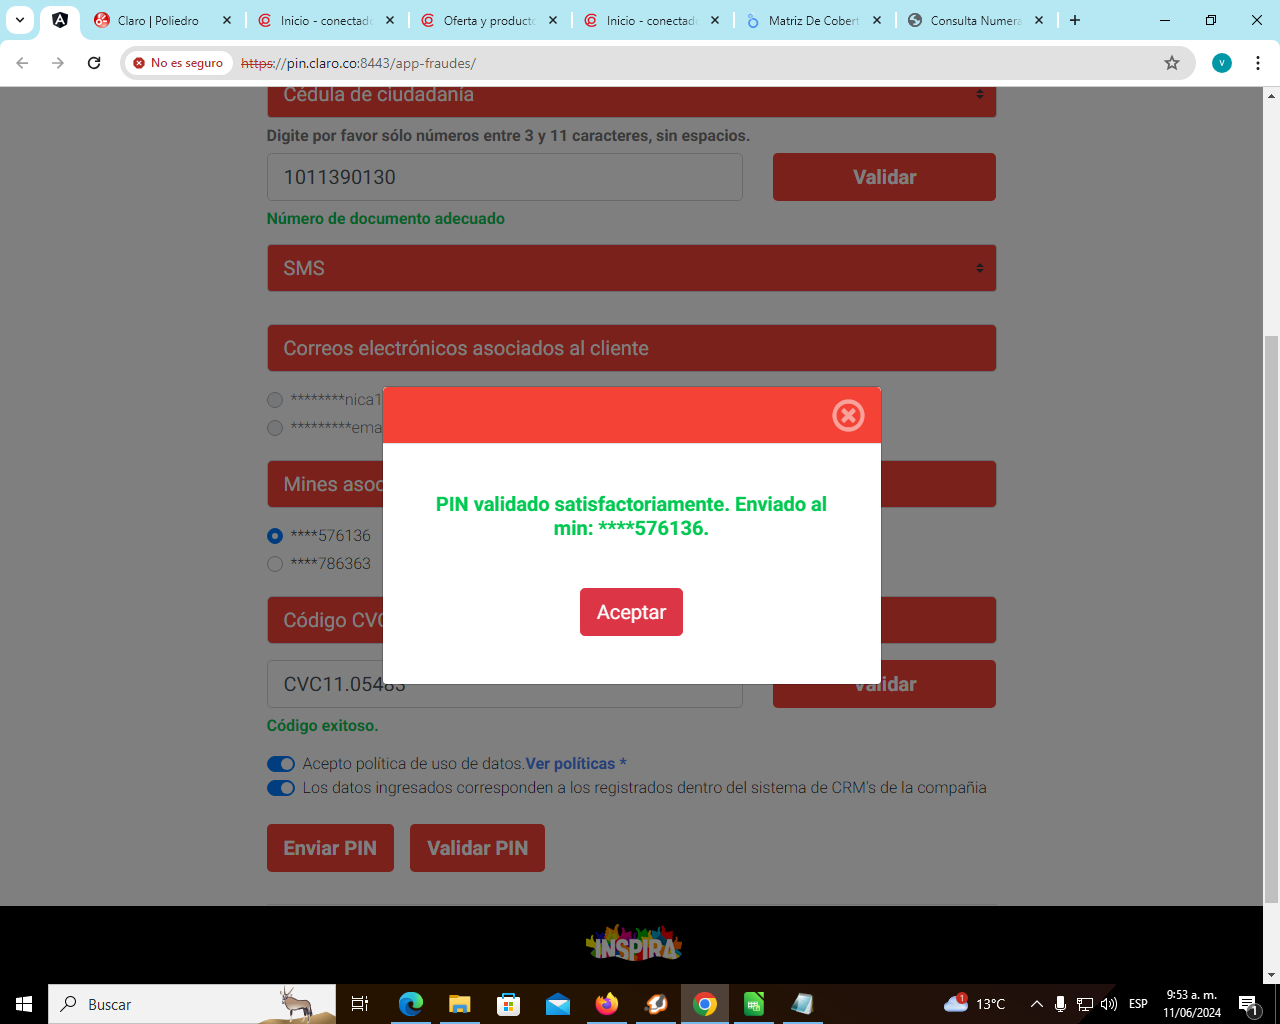 Claro | Poliedro
Inicio - conectad
Oferta y product
Inicio - conectad
Matriz De Cobert
Consulta Numera
No es seguro
https://pin.claro.co:8443/app-fraudes/
v
Cédula de ciudadanía
Digite por favor sólo números entre 3 y 11 caracteres, sin espacios.
1011390130
Validar
Número de documento adecuado
SMS
Correos electrónicos asociados al cliente
********nica1
*********ema
PIN validado satisfactoriamente. Enviado al
min: ****576136.
Aceptar
Mines asoc
****576136
****786363
Código CVC
CVC11.05483
Validar
Código exitoso.
Acepto política de uso de datos.Ver políticas *
Los datos ingresados corresponden a los registrados dentro del sistema de CRM's de la compañia
Enviar PIN
Validar PIN
INSPIRA
Buscar
1
13°C
ESP
9:53 a. m.
11/06/2024
1